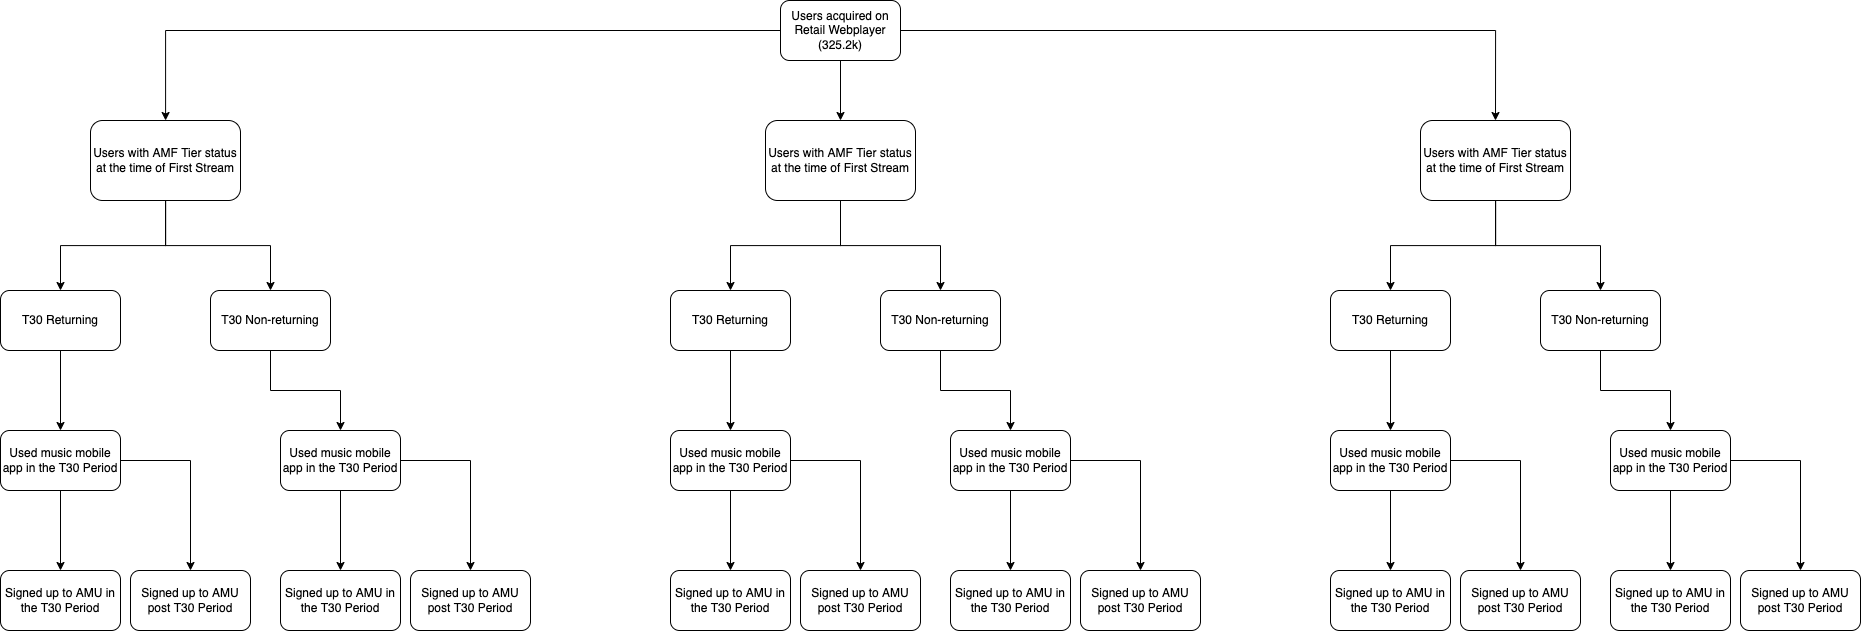 Users acquired on
Retail Webplayer
(325.2k)
Users with AMF Tier status
at the time of First Stream
Users with AMF Tier status
at the time of First Stream
Users with AMF Tier status
at the time of First Stream
T30 Returning
T30 Non-returning
T30 Returning
T30 Non-returning
T30 Returning
T30 Non-returning
Used music mobile
app in the T30 Period
Used music mobile
app in the T30 Period
Used music mobile
app in the T30 Period
Used music mobile
app in the T30 Period
Used music mobile
app in the T30 Period
Used music mobile
app in the T30 Period
Signed up to AMU in
the T30 Period
Signed up to AMU
post T30 Period
Signed up to AMU in
the T30 Period
Signed up to AMU
post T30 Period
Signed up to AMU in
the T30 Period
Signed up to AMU
post T30 Period
Signed up to AMU in
the T30 Period
Signed up to AMU
post T30 Period
Signed up to AMU in
the T30 Period
Signed up to AMU
post T30 Period
Signed up to AMU in
the T30 Period
Signed up to AMU
post T30 Period